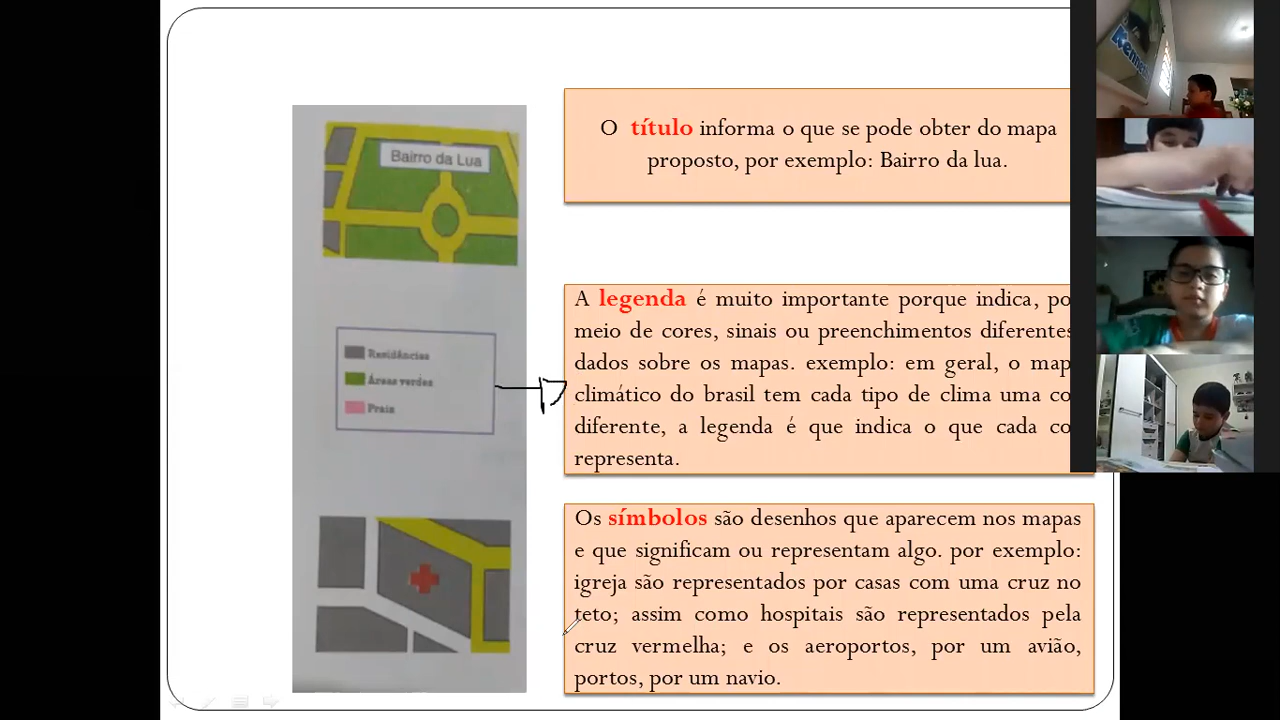 Bairro da Lua
Residências
Áreas verdes
Praia
O título informa o que se pode obter do mapa
proposto, por exemplo: Bairro da lua.
A legenda é muito importante porque indica, po
meio de cores, sinais ou preenchimentos diferentes
dados sobre os mapas. exemplo: em geral, o map
climático do brasil tem cada tipo de clima uma co
diferente, a legenda é que indica o que cada co
representa.
Os símbolos são desenhos que aparecem nos mapas
e que significam ou representam algo. por exemplo:
igreja são representados por casas com uma cruz no
teto; assim como hospitais são representados pela
cruz vermelha; e os aeroportos, por um avião,
portos, por um navio.